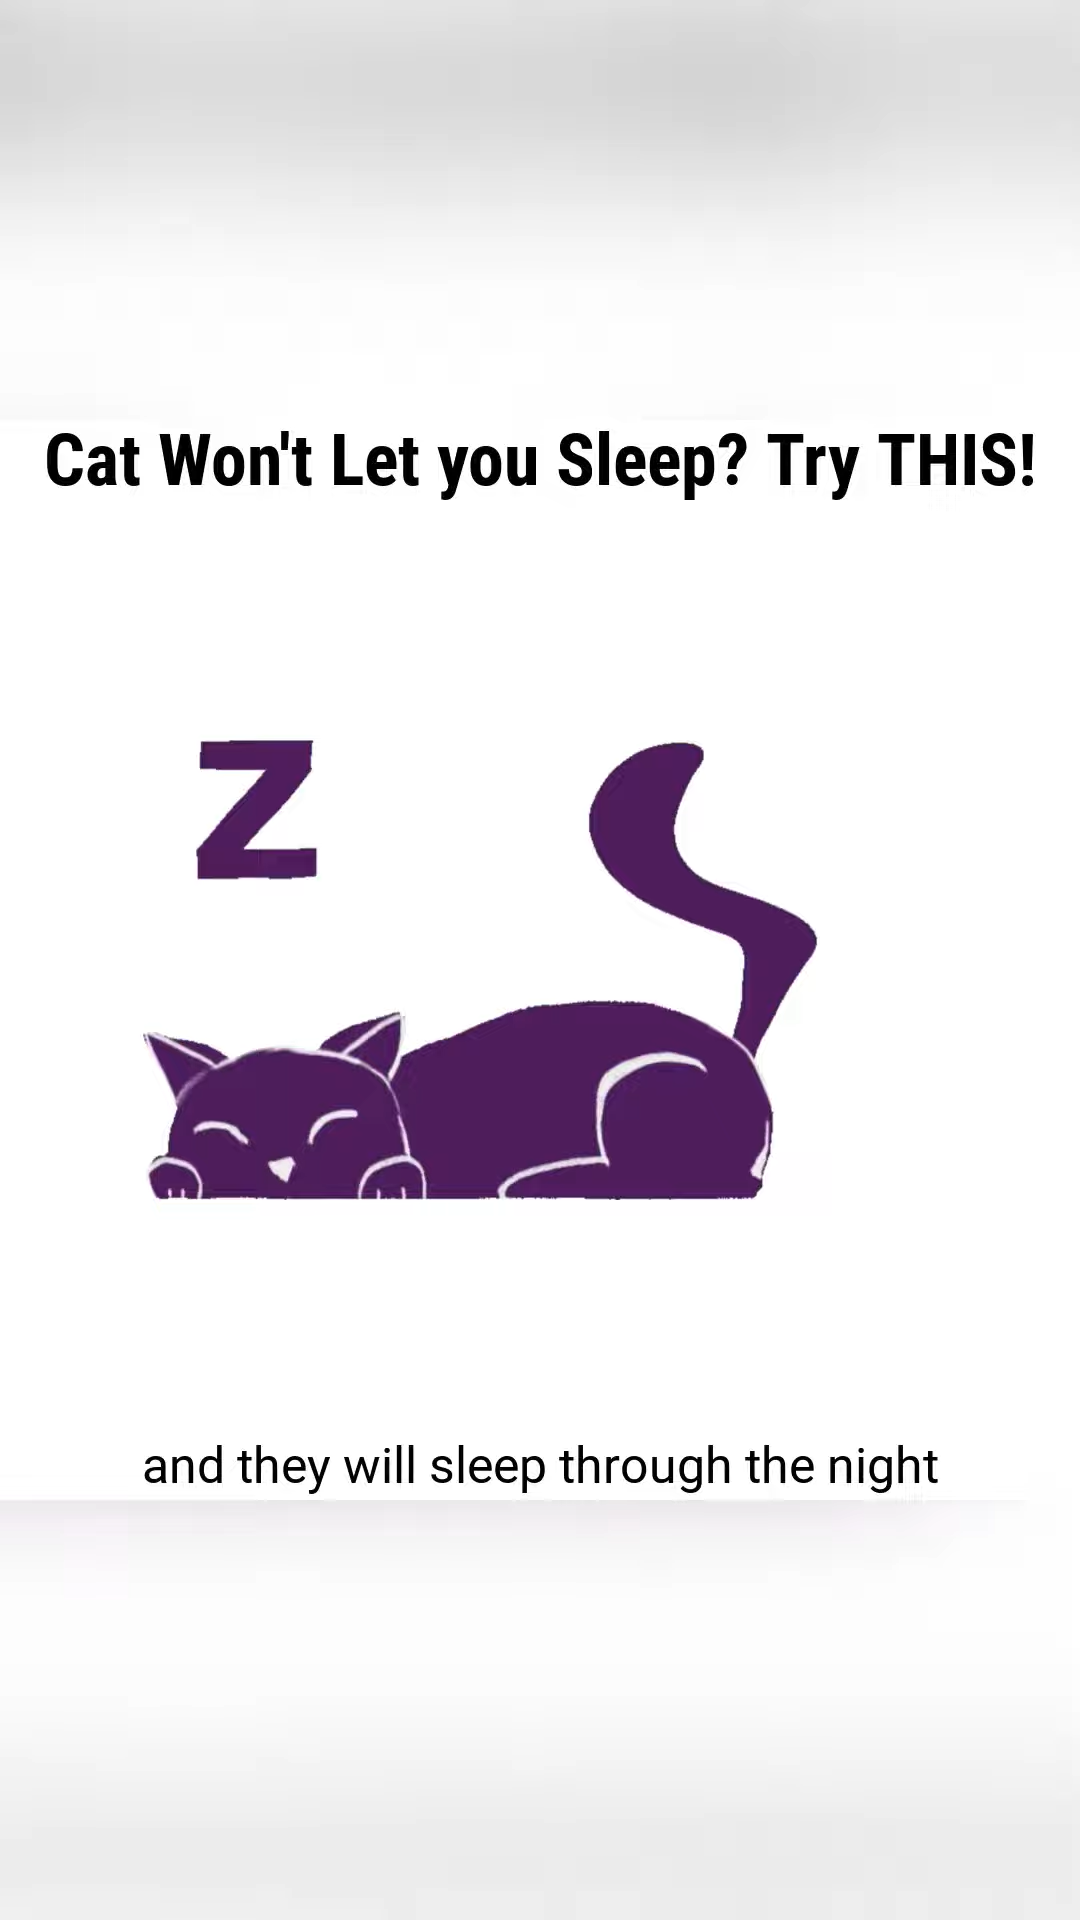 Cat Won't Let you Sleep? Try THIS!
Z
and they will sleep through the night